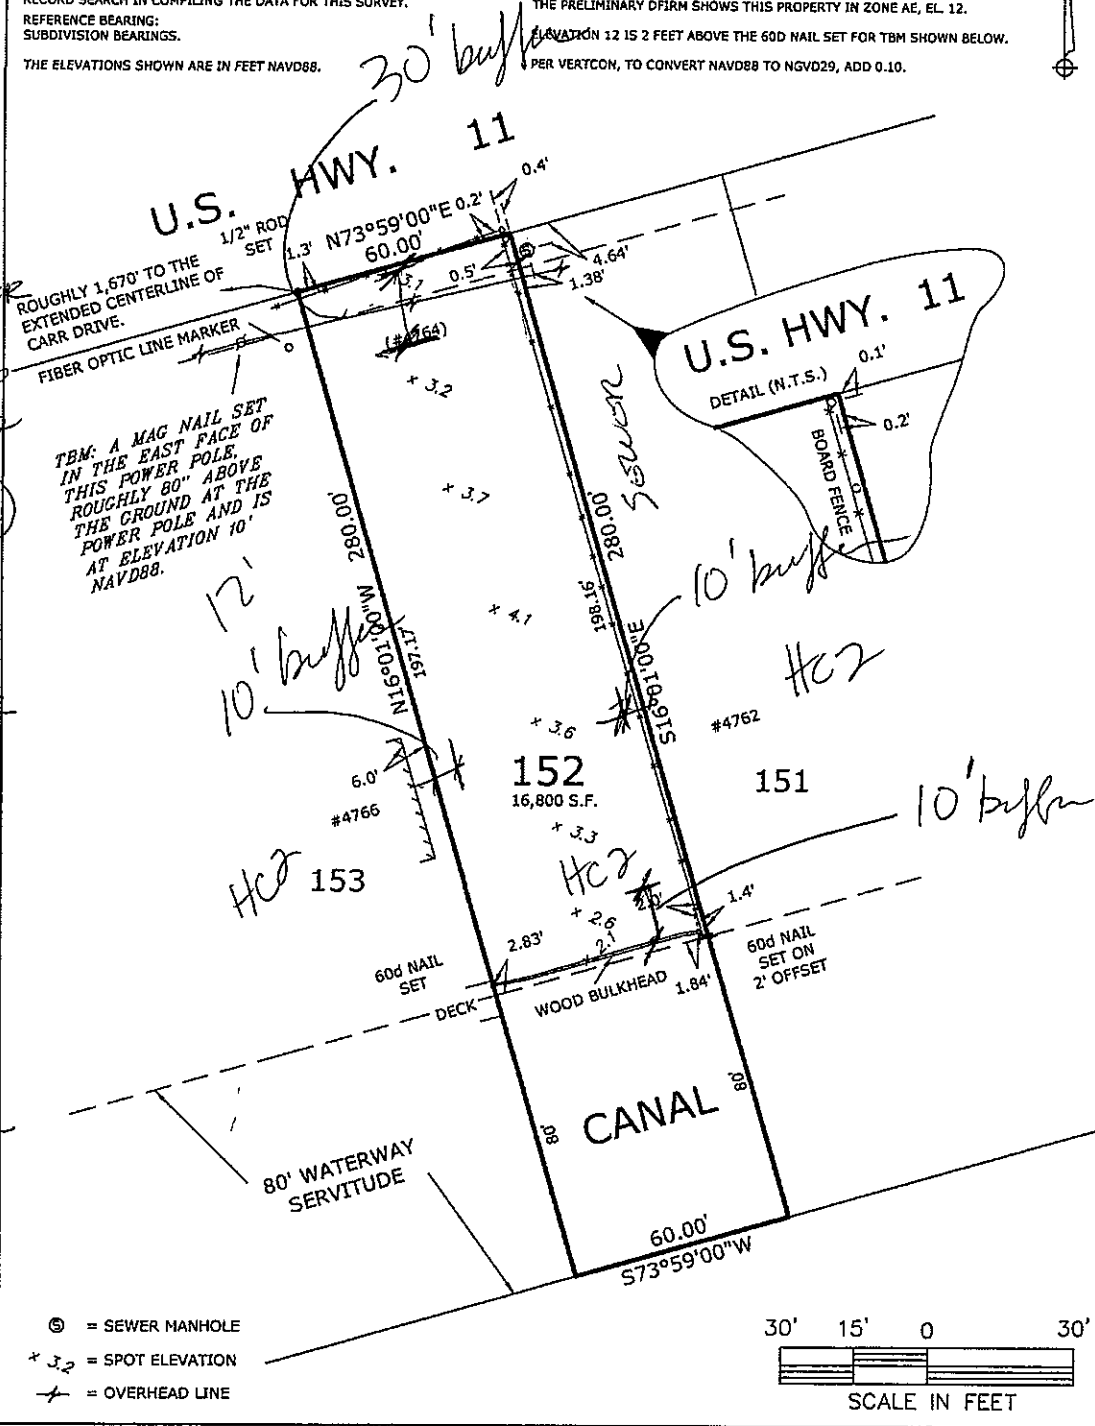 RECORD SEARCH IN COMPILING THE DATA FOR THIS SURVEY.
REFERENCE BEARING:
SUBDIVISION BEARINGS.
THE ELEVATIONS SHOWN ARE IN FEET NAVD88.
THE PRELIMINARY DFIRM SHOWS THIS PROPERTY IN ZONE AE, EL. 12.
ELEVATION 12 IS 2 FEET ABOVE THE 60D NAIL SET FOR TBM SHOWN BELOW.
PER VERTCON, TO CONVERT NAVD88 TO NGVD29, ADD 0.10.
30' buffer
U.S. HWY. 11
1/2" ROD
SET
1.3'
N73°59'00"E
60.00'
0.2'
0.4'
0.5'
4.64'
1.38'
ROUGHLY 1,670' TO THE
EXTENDED CENTERLINE OF
CARR DRIVE.
FIBER OPTIC LINE MARKER
3.1
(#4764)
× 3.2
U.S. HWY. 11
DETAIL (N.T.S.)
0.1'
0.2'
BOARD FENCE
TBM: A MAG NAIL SET
IN THE EAST FACE OF
THIS POWER POLE,
ROUGHLY 80" ABOVE
THE GROUND AT THE
POWER POLE AND IS
AT ELEVATION 10'
NAVD88.
SEWER
× 3.7
280.00'
280.00'
12'
10' buffer
10' buffer
× 4.1
198.16'
N16°01'00"W
197.17'
S16°01'00"E
HC2
× 3.6
#4762
6.0'
#4766
152
16,800 S.F.
151
10' buffer
× 3.3
HC2
153
HC2
2.0'
1.4'
× 2.6
2.1
2.83'
60d NAIL
SET
60d NAIL
SET ON
2' OFFSET
DECK
WOOD BULKHEAD
1.84'
80'
80'
CANAL
80' WATERWAY
SERVITUDE
60.00'
S73°59'00"W
Ⓢ = SEWER MANHOLE
× 3.2 = SPOT ELEVATION
= OVERHEAD LINE
30' 15' 0 30'
SCALE IN FEET